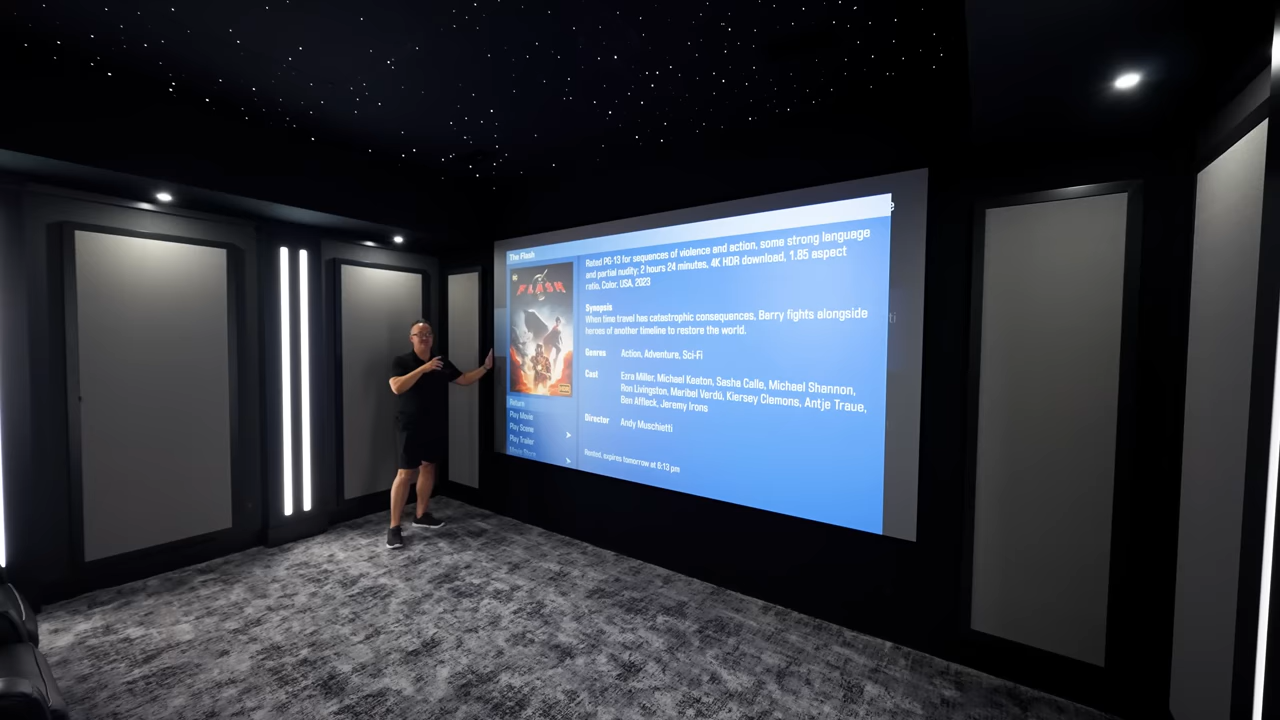 The Flash
FLASH
Return
Play Movie
Play Scene
Play Trailer
Rated PG-13 for sequences of violence and action, some strong language
and partial nudity; 2 hours 24 minutes, 4K HDR download, 1.85 aspect
ratio. Color, USA, 2023
Synopsis
When time travel has catastrophic consequences, Barry fights alongside
heroes of another timeline to restore the world.
Genres Action, Adventure, Sci-Fi
Cast Ezra Miller, Michael Keaton, Sasha Calle, Michael Shannon,
Ron Livingston, Maribel Verdú, Kiersey Clemons, Antje Traue,
Ben Affleck, Jeremy Irons
Director Andy Muschietti
Rented, expires tomorrow at 6:13 pm